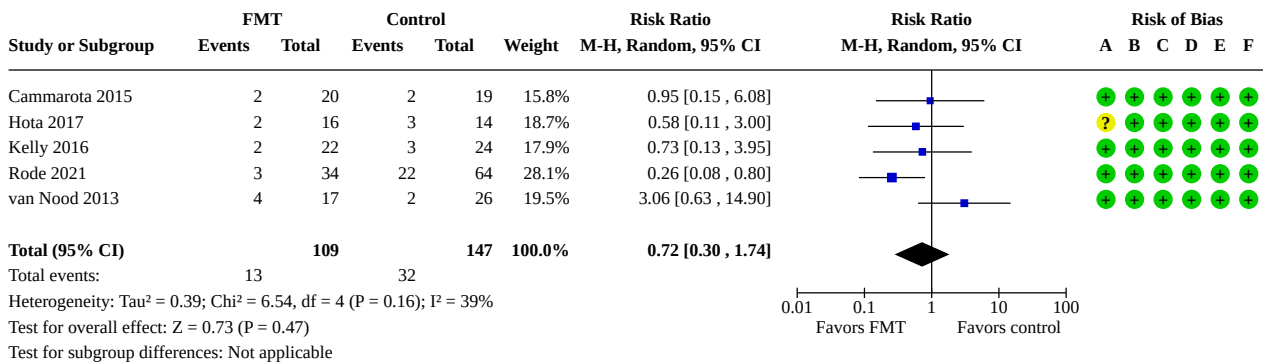 FMT Control Risk Ratio Risk Ratio Risk of Bias
Study or Subgroup Events Total Events Total Weight M-H, Random, 95% CI M-H, Random, 95% CI A B C D E F
Cammarota 2015 2 20 2 19 15.8% 0.95 [0.15 , 6.08] + + + + + +
Hota 2017 2 16 3 14 18.7% 0.58 [0.11 , 3.00] ? + + + + +
Kelly 2016 2 22 3 24 17.9% 0.73 [0.13 , 3.95] + + + + + +
Rode 2021 3 34 22 64 28.1% 0.26 [0.08 , 0.80] + + + + + +
van Nood 2013 4 17 2 26 19.5% 3.06 [0.63 , 14.90] + + + + + +
Total (95% CI) 109 147 100.0% 0.72 [0.30 , 1.74]
Total events: 13 32
Heterogeneity: Tau² = 0.39; Chi² = 6.54, df = 4 (P = 0.16); I² = 39%
0.01 0.1 1 10 100
Test for overall effect: Z = 0.73 (P = 0.47) Favors FMT Favors control
Test for subgroup differences: Not applicable